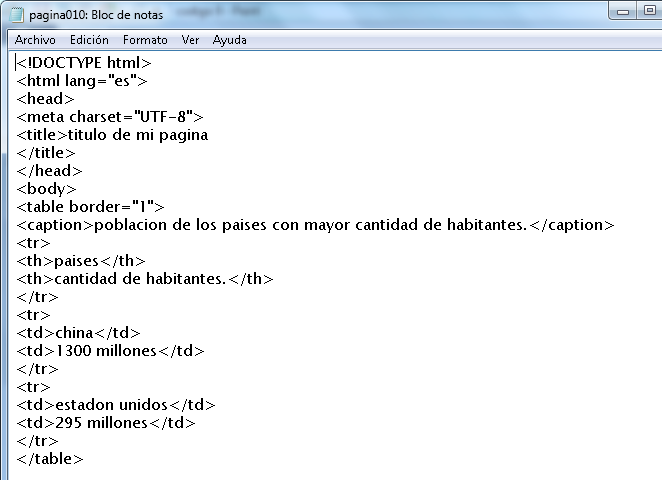 pagina010: Bloc de notas
Archivo Edición Formato Ver Ayuda
<!DOCTYPE html>
<html lang="es">
<head>
<meta charset="UTF-8">
<title>titulo de mi pagina
</title>
</head>
<body>
<table border="1">
<caption>poblacion de los paises con mayor cantidad de habitantes.</caption>
<tr>
<th>paises</th>
<th>cantidad de habitantes.</th>
</tr>
<tr>
<td>china</td>
<td>1300 millones</td>
</tr>
<tr>
<td>estadon unidos</td>
<td>295 millones</td>
</tr>
</table>